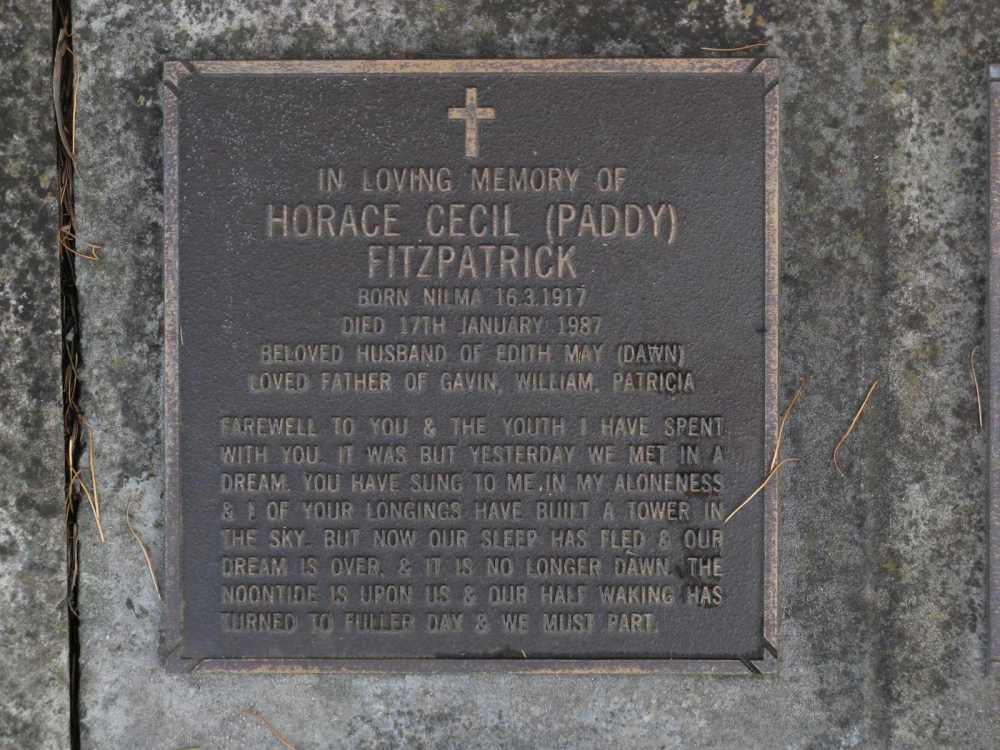 IN LOVING MEMORY OF
HORACE CECIL (PADDY)
FITZPATRICK
BORN NILMA 16.3.1917
DIED 17TH JANUARY 1987
BELOVED HUSBAND OF EDITH MAY (DAWN)
LOVED FATHER OF GAVIN, WILLIAM, PATRICIA
FAREWELL TO YOU & THE YOUTH I HAVE SPENT
WITH YOU. IT WAS BUT YESTERDAY WE MET IN A
DREAM. YOU HAVE SUNG TO ME IN MY ALONENESS
& I OF YOUR LONGINGS HAVE BUILT A TOWER IN
THE SKY. BUT NOW OUR SLEEP HAS FLED & OUR
DREAM IS OVER, & IT IS NO LONGER DAWN. THE
NOONTIDE IS UPON US & OUR HALF WAKING HAS
TURNED TO FULLER DAY & WE MUST PART.